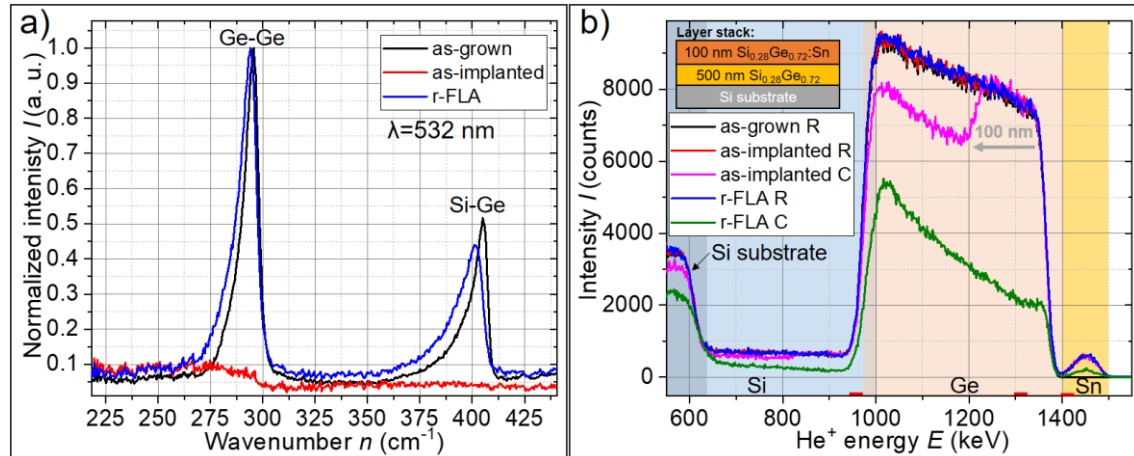 a)
Ge-Ge
Si-Ge
as-grown
as-implanted
r-FLA
λ=532 nm
1.0
0.9
0.8
0.7
0.6
0.5
0.4
0.3
0.2
0.1
Normalized intenisty I (a. u.)
225 250 275 300 325 350 375 400 425
Wavenumber n (cm⁻¹)
b)
Layer stack:
100 nm Si₀.₂₈Ge₀.₇₂:Sn
500 nm Si₀.₂₈Ge₀.₇₂
Si substrate
as-grown R
as-implanted R
as-implanted C
r-FLA R
r-FLA C
100 nm
Si substrate
8000
6000
4000
2000
0
Intensity I (counts)
Si Ge Sn
600 800 1000 1200 1400
He⁺ energy E (keV)